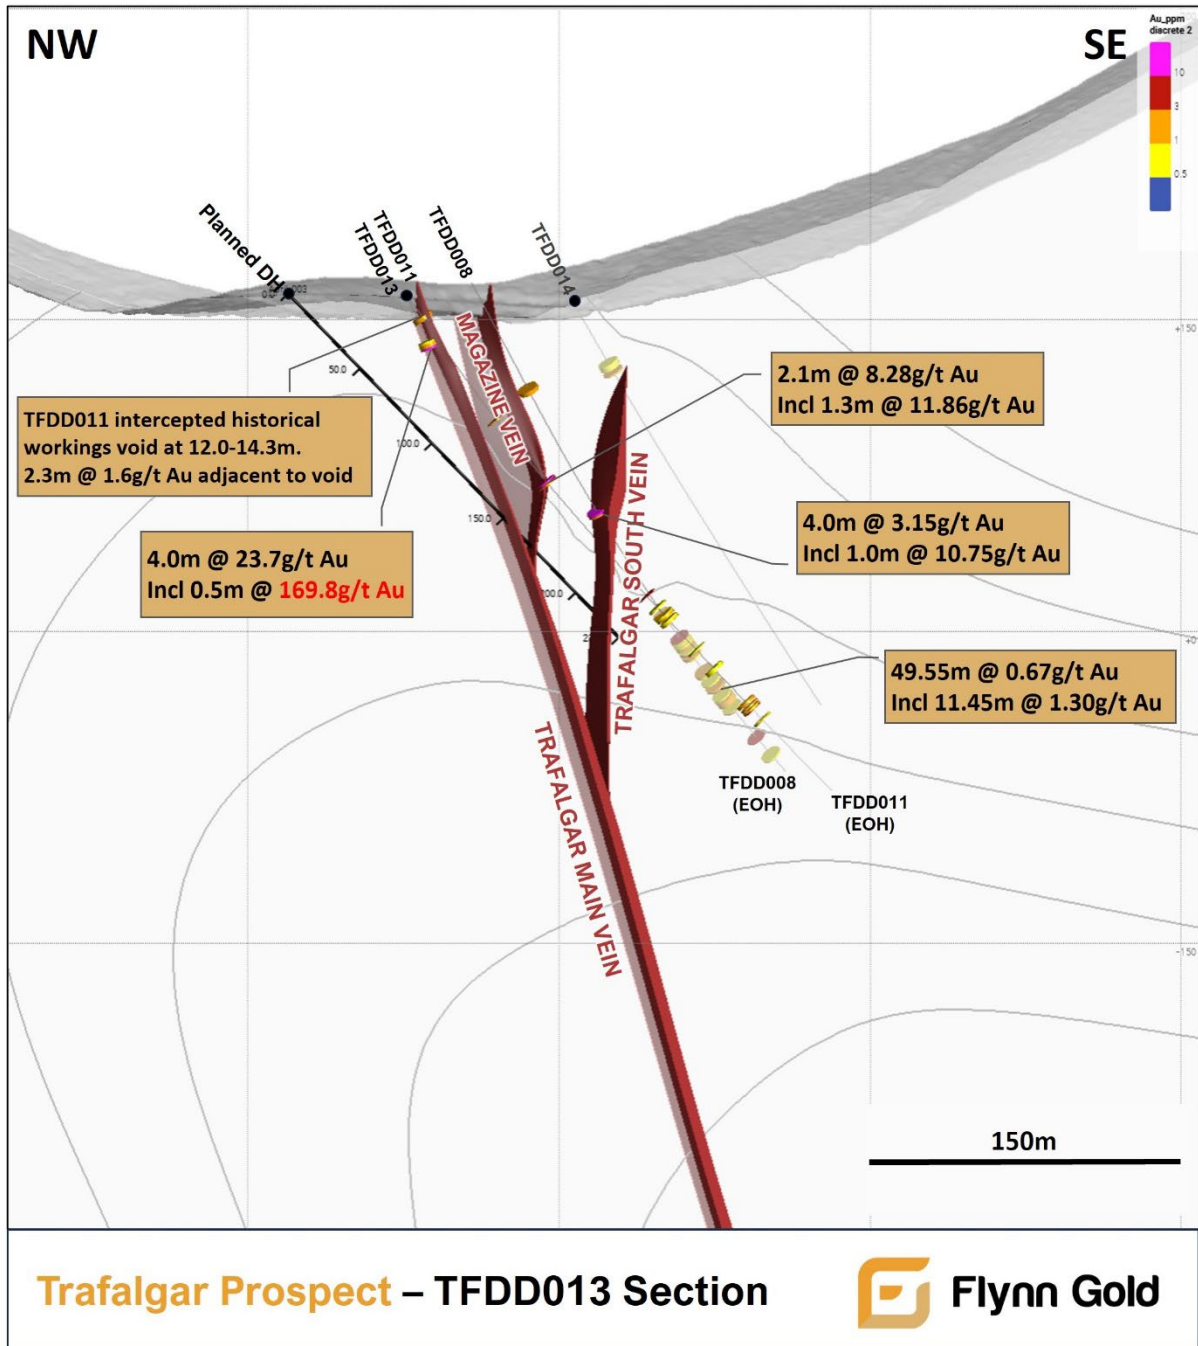 NW
SE
Au_ppm
discrete 2
10
3
1
0.5
Planned DH
TFDD011
TFDD013
TFDD008
TFDD014
+150
MAGAZINE VEIN
50.0
100.0
150.0
TFDD011 intercepted historical
workings void at 12.0-14.3m.
2.3m @ 1.6g/t Au adjacent to void
2.1m @ 8.28g/t Au
Incl 1.3m @ 11.86g/t Au
4.0m @ 23.7g/t Au
Incl 0.5m @ 169.8g/t Au
4.0m @ 3.15g/t Au
Incl 1.0m @ 10.75g/t Au
TRAFALGAR SOUTH VEIN
+0
49.55m @ 0.67g/t Au
Incl 11.45m @ 1.30g/t Au
TRAFALGAR MAIN VEIN
TFDD008
(EOH)
TFDD011
(EOH)
-150
150m
Trafalgar Prospect – TFDD013 Section
Flynn Gold